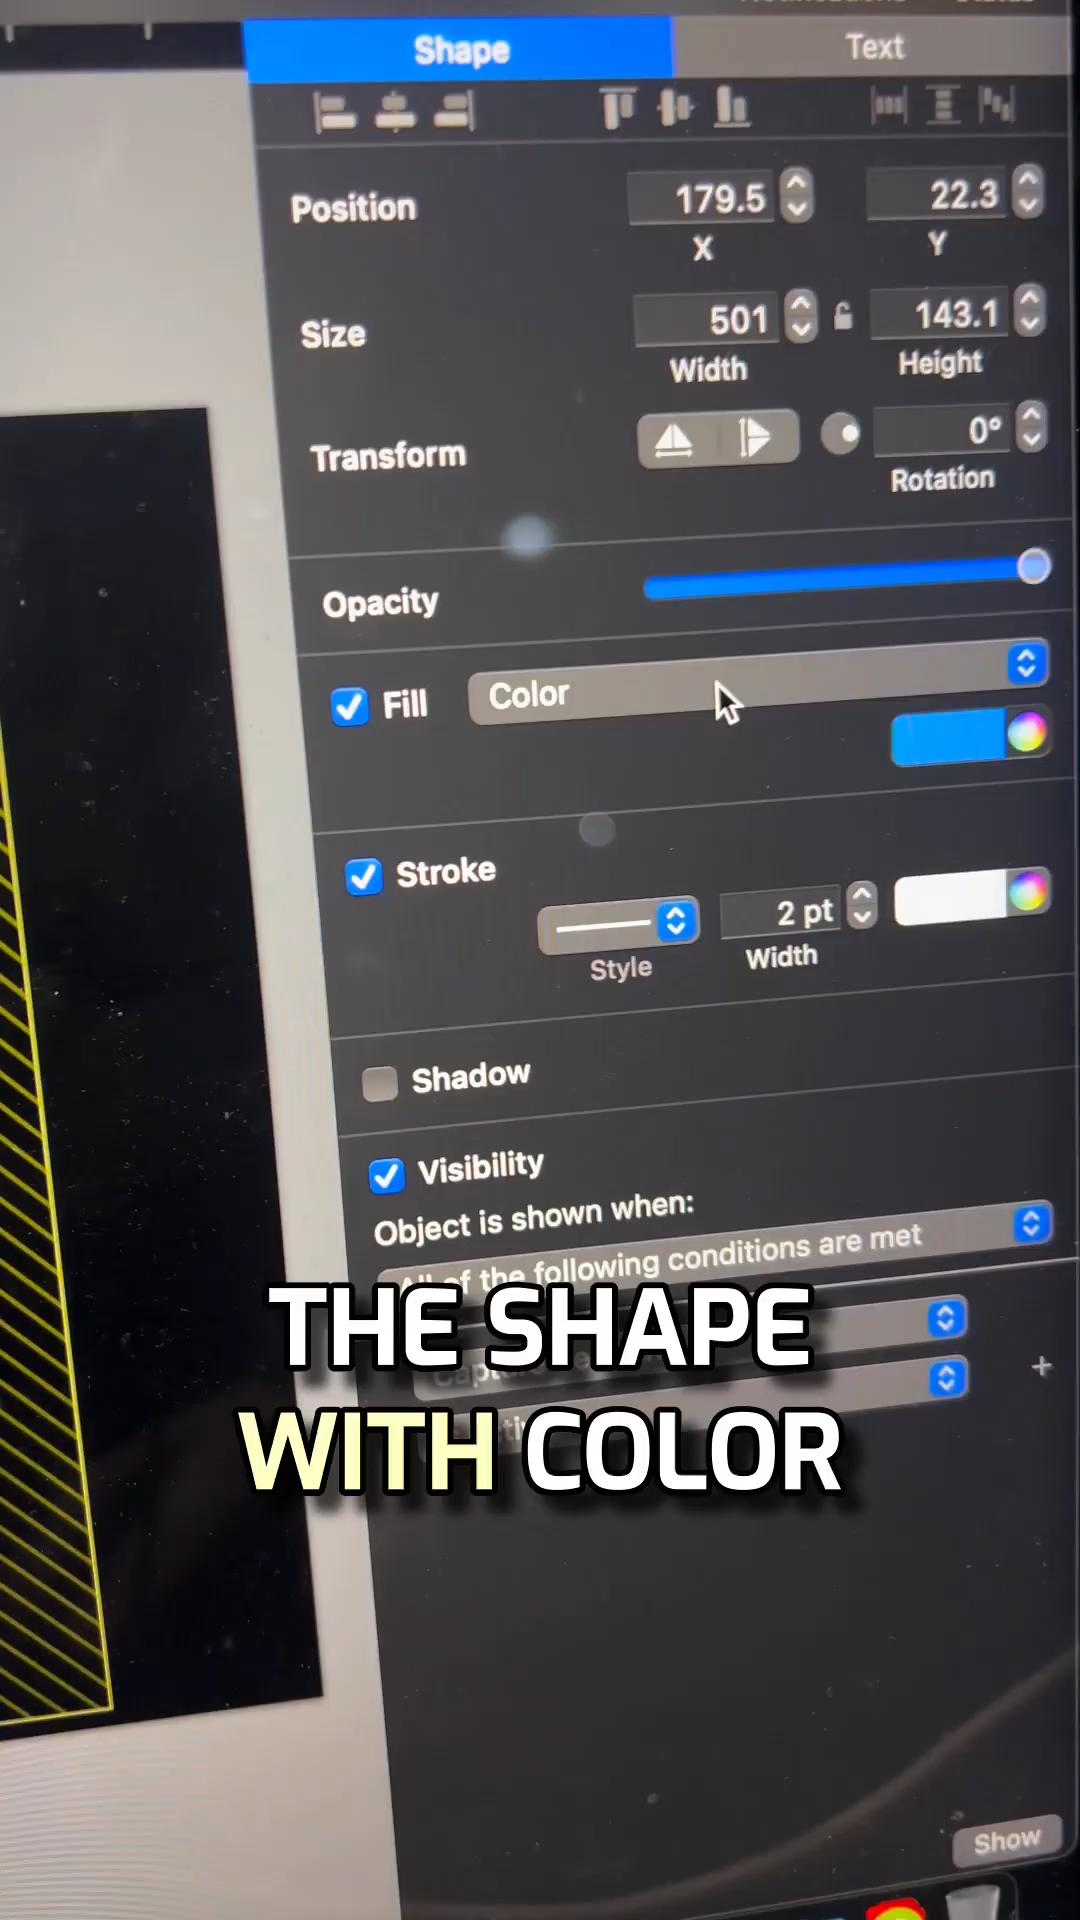 Shape
Text
Position
179.5
22.3
X
Y
Size
501
143.1
Width
Height
Transform
0°
Rotation
Opacity
Fill
Color
Stroke
2 pt
Style
Width
Shadow
Visibility
Object is shown when:
All of the following conditions are met
THE SHAPE
WITH COLOR
Show